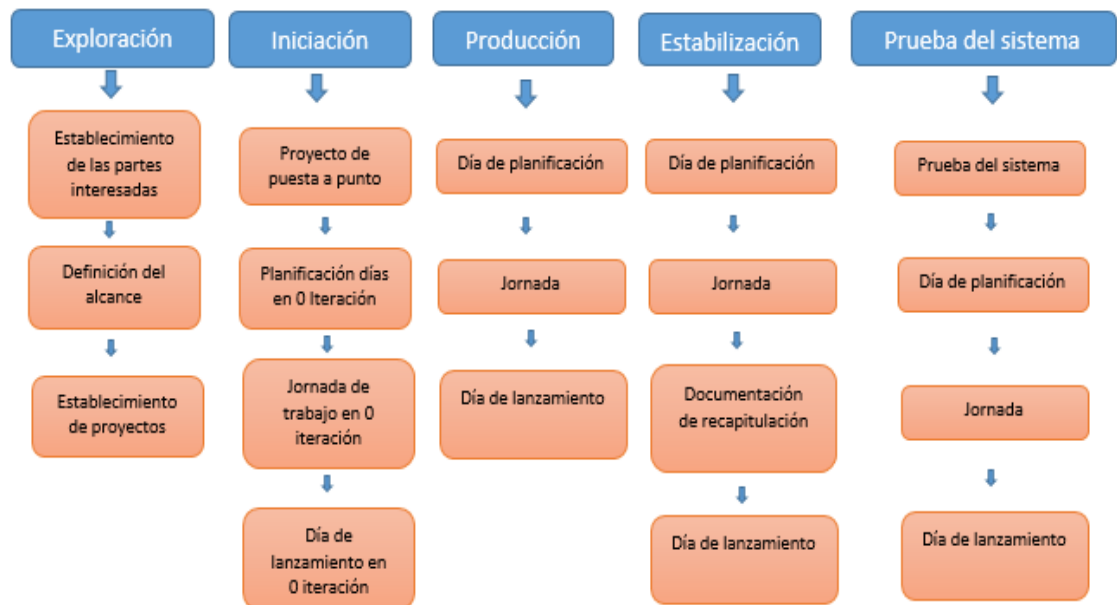 Exploración
Establecimiento
de las partes
interesadas
Definición del
alcance
Establecimiento
de proyectos
Iniciación
Proyecto de
puesta a punto
Planificación días
en 0 Iteración
Jornada de
trabajo en 0
iteración
Día de
lanzamiento en
0 iteración
Producción
Día de planificación
Jornada
Día de lanzamiento
Estabilización
Día de planificación
Jornada
Documentación
de recapitulación
Día de lanzamiento
Prueba del sistema
Prueba del sistema
Día de planificación
Jornada
Día de lanzamiento